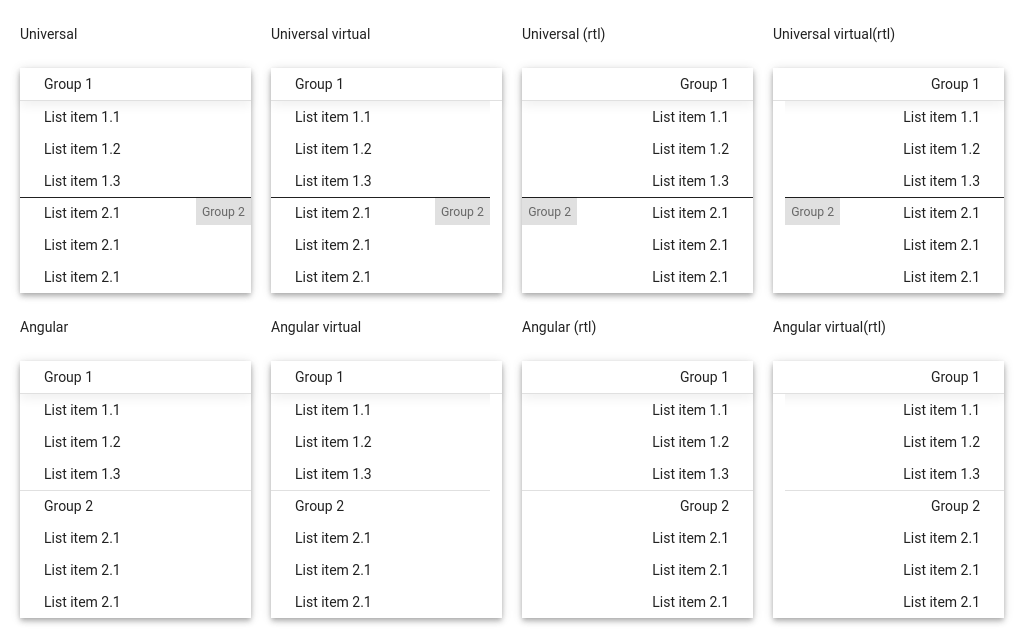 Universal
Group 1
List item 1.1
List item 1.2
List item 1.3
List item 2.1
Group 2
List item 2.1
List item 2.1
Universal virtual
Group 1
List item 1.1
List item 1.2
List item 1.3
List item 2.1
Group 2
List item 2.1
List item 2.1
Universal (rtl)
Group 1
List item 1.1
List item 1.2
List item 1.3
Group 2
List item 2.1
List item 2.1
List item 2.1
Universal virtual(rtl)
Group 1
List item 1.1
List item 1.2
List item 1.3
Group 2
List item 2.1
List item 2.1
List item 2.1
Angular
Group 1
List item 1.1
List item 1.2
List item 1.3
Group 2
List item 2.1
List item 2.1
List item 2.1
Angular virtual
Group 1
List item 1.1
List item 1.2
List item 1.3
Group 2
List item 2.1
List item 2.1
List item 2.1
Angular (rtl)
Group 1
List item 1.1
List item 1.2
List item 1.3
Group 2
List item 2.1
List item 2.1
List item 2.1
Angular virtual(rtl)
Group 1
List item 1.1
List item 1.2
List item 1.3
Group 2
List item 2.1
List item 2.1
List item 2.1